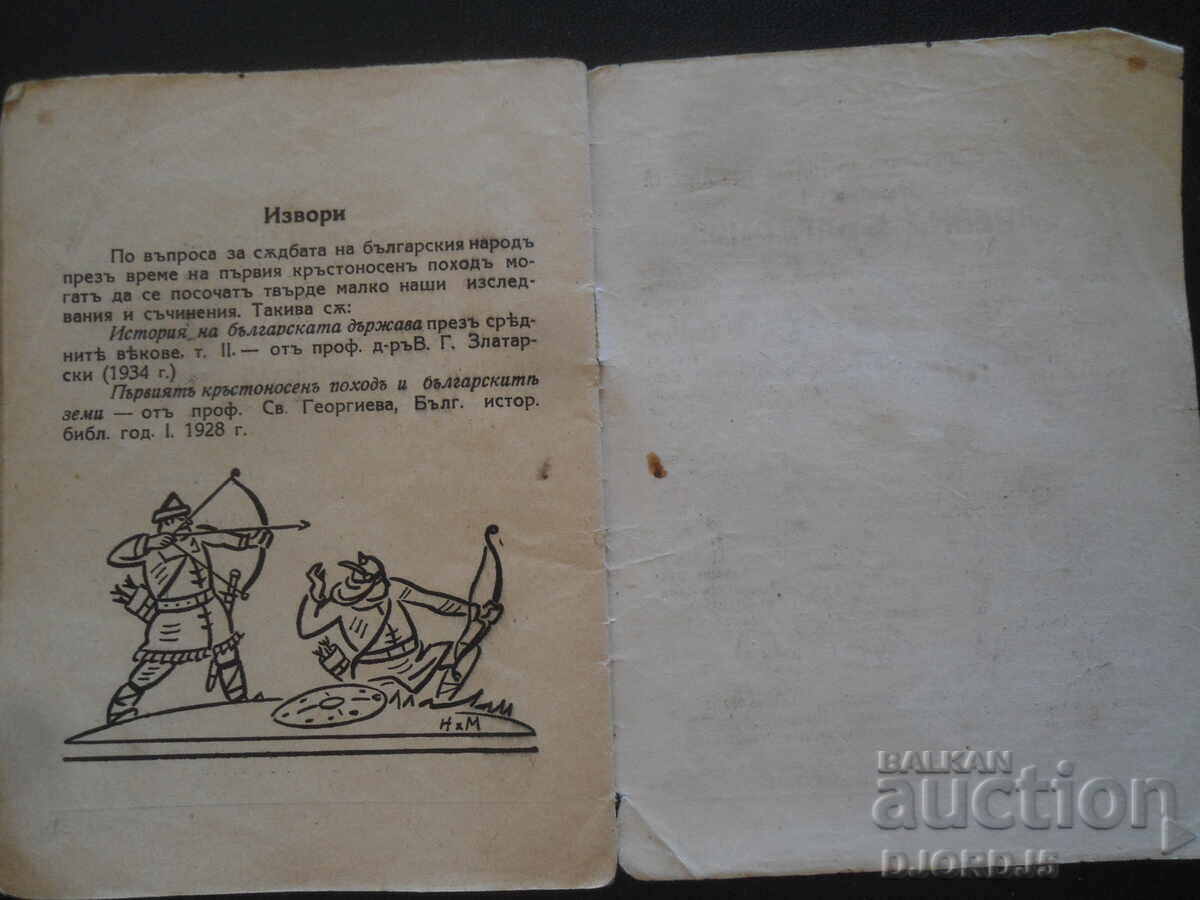 Извори
По въпроса за сѫдбата на българския народъ
презъ време на първия кръстоносенъ походъ мо-
гатъ да се посочатъ твърде малко наши изслед-
вания и съчинения. Такива сѫ:
История на българската държава презъ срѣд-
нитѣ вѣкове. т. II. — отъ проф. д-ръВ. Г. Златар-
ски (1934 г.)
Първиятъ кръстоносенъ походъ и българскитѣ
земи — отъ проф. Св. Георгиева, Бълг. истор.
библ. год. I. 1928 г.
НхМ
BALKAN
auction
DJORDJ5